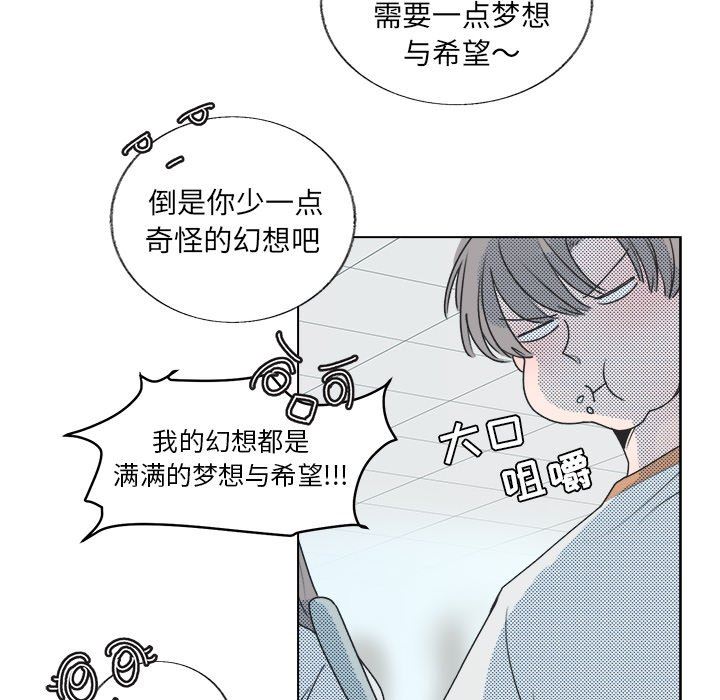 需要一点梦想
与希望～
倒是你少一点
奇怪的幻想吧
我的幻想都是
满满的梦想与希望!!!
大口
咀嚼